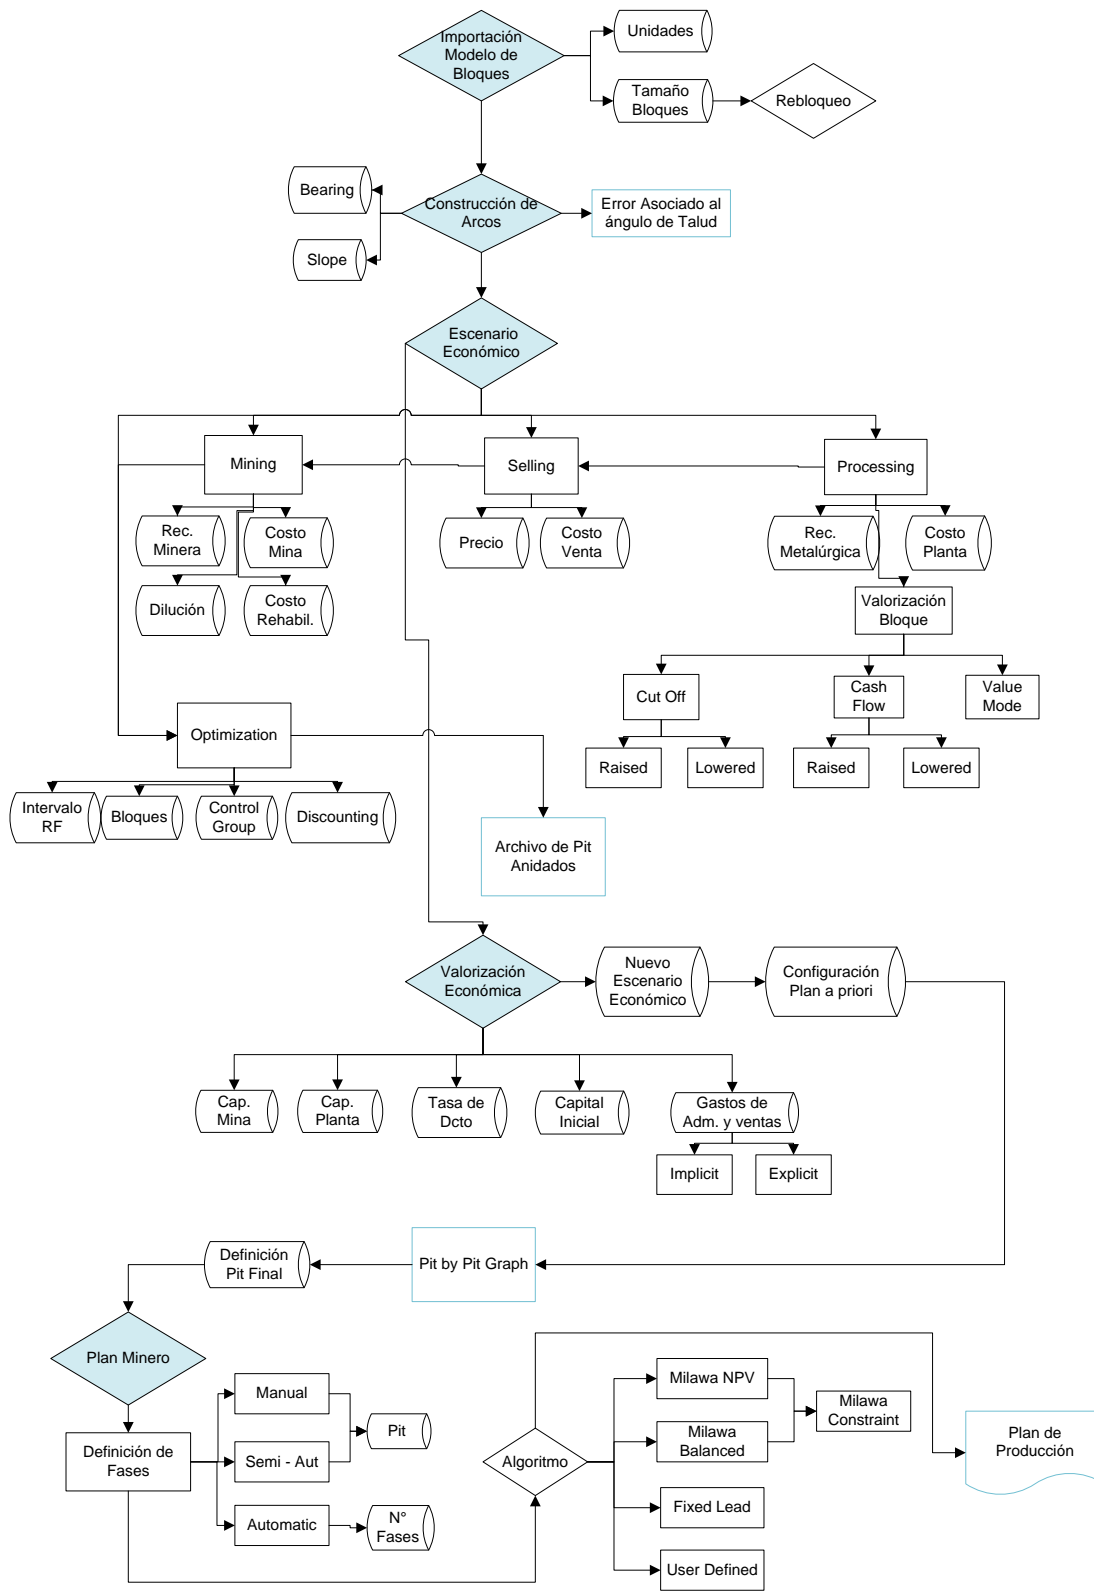 Importación
Modelo de
Bloques
Unidades
Tamaño
Bloques
Rebloqueo
Bearing
Slope
Construcción de
Arcos
Error Asociado al
ángulo de Talud
Escenario
Económico
Mining
Selling
Processing
Rec.
Minera
Costo
Mina
Dilución
Costo
Rehabil.
Precio
Costo
Venta
Rec.
Metalúrgica
Costo
Planta
Valorización
Bloque
Cut Off
Cash
Flow
Value
Mode
Raised
Lowered
Raised
Lowered
Optimization
Intervalo
RF
Bloques
Control
Group
Discounting
Archivo de Pit
Anidados
Valorización
Económica
Nuevo
Escenario
Económico
Configuración
Plan a priori
Cap.
Mina
Cap.
Planta
Tasa de
Dcto
Capital
Inicial
Gastos de
Adm. y ventas
Implicit
Explicit
Definición
Pit Final
Pit by Pit Graph
Plan Minero
Definición de
Fases
Manual
Semi - Aut
Automatic
Pit
N°
Fases
Algoritmo
Milawa NPV
Milawa
Balanced
Fixed Lead
User Defined
Milawa
Constraint
Plan de
Producción